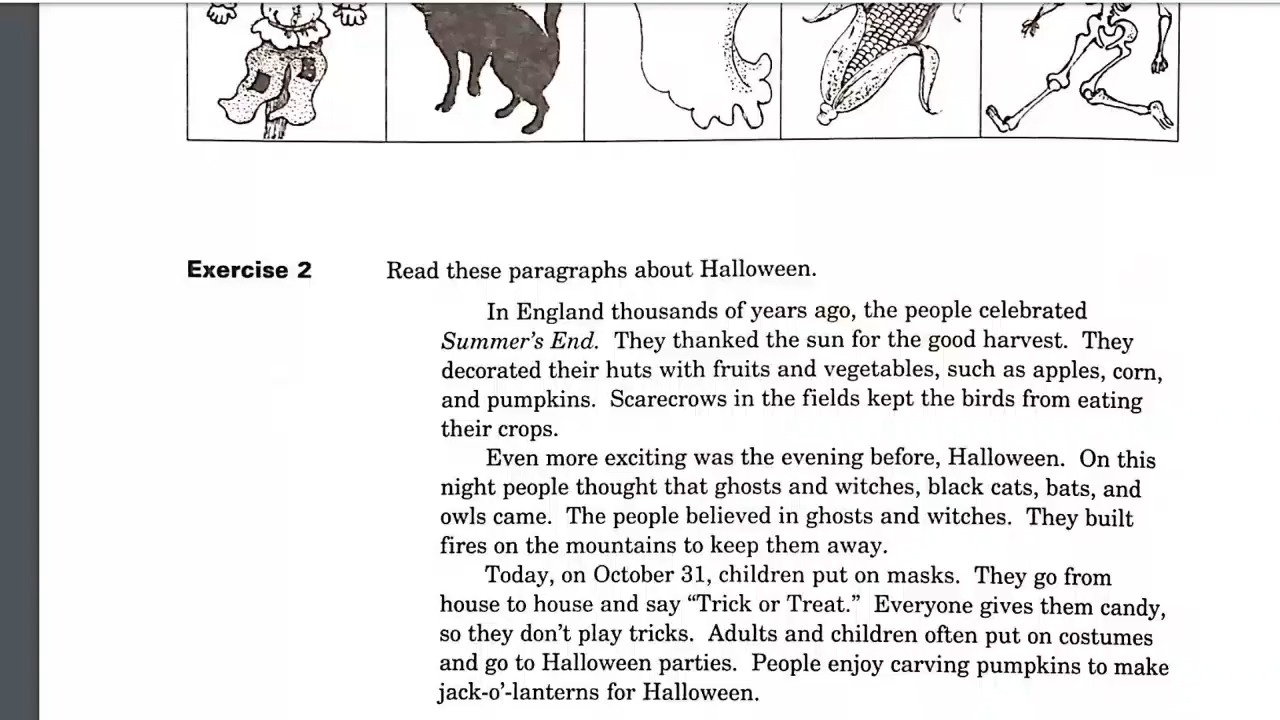 Exercise 2 Read these paragraphs about Halloween.
In England thousands of years ago, the people celebrated
Summer's End. They thanked the sun for the good harvest. They
decorated their huts with fruits and vegetables, such as apples, corn,
and pumpkins. Scarecrows in the fields kept the birds from eating
their crops.
Even more exciting was the evening before, Halloween. On this
night people thought that ghosts and witches, black cats, bats, and
owls came. The people believed in ghosts and witches. They built
fires on the mountains to keep them away.
Today, on October 31, children put on masks. They go from
house to house and say “Trick or Treat.” Everyone gives them candy,
so they don't play tricks. Adults and children often put on costumes
and go to Halloween parties. People enjoy carving pumpkins to make
jack-o'-lanterns for Halloween.